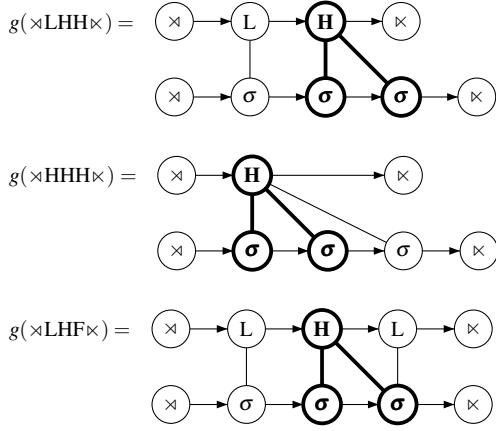 ⋊ L H ⋉
g(⋊LHH⋉) =
⋊ σ σ σ ⋉
⋊ H ⋉
g(⋊HHH⋉) =
⋊ σ σ σ ⋉
⋊ L H L ⋉
g(⋊LHF⋉) =
⋊ σ σ σ ⋉